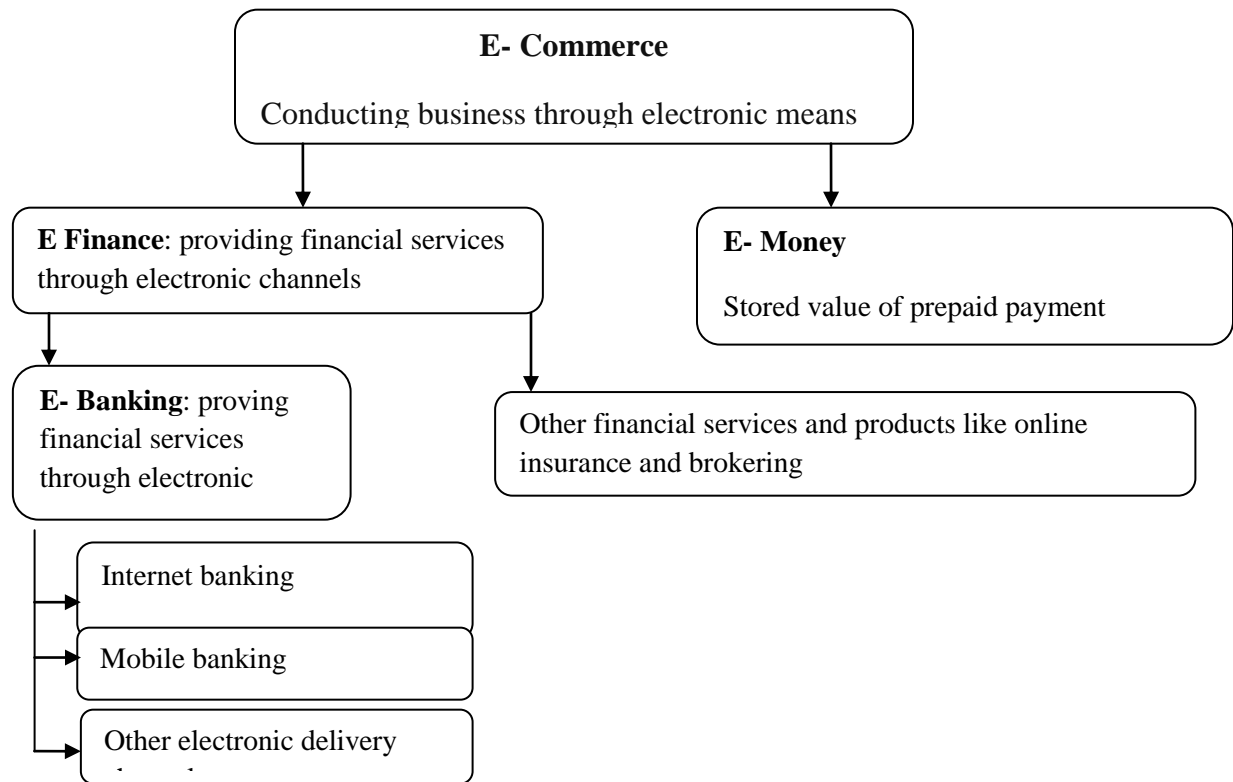 E- Commerce
Conducting business through electronic means
E Finance: providing financial services
through electronic channels
E- Money
Stored value of prepaid payment
E- Banking: proving
financial services
through electronic
Other financial services and products like online
insurance and brokering
Internet banking
Mobile banking
Other electronic delivery